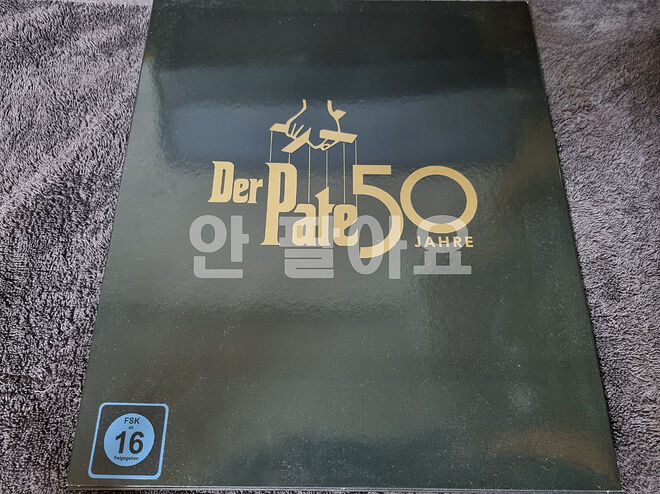 Der Pate 50
JAHRE
안 팔아요
FSK
ab
16
freigegeben